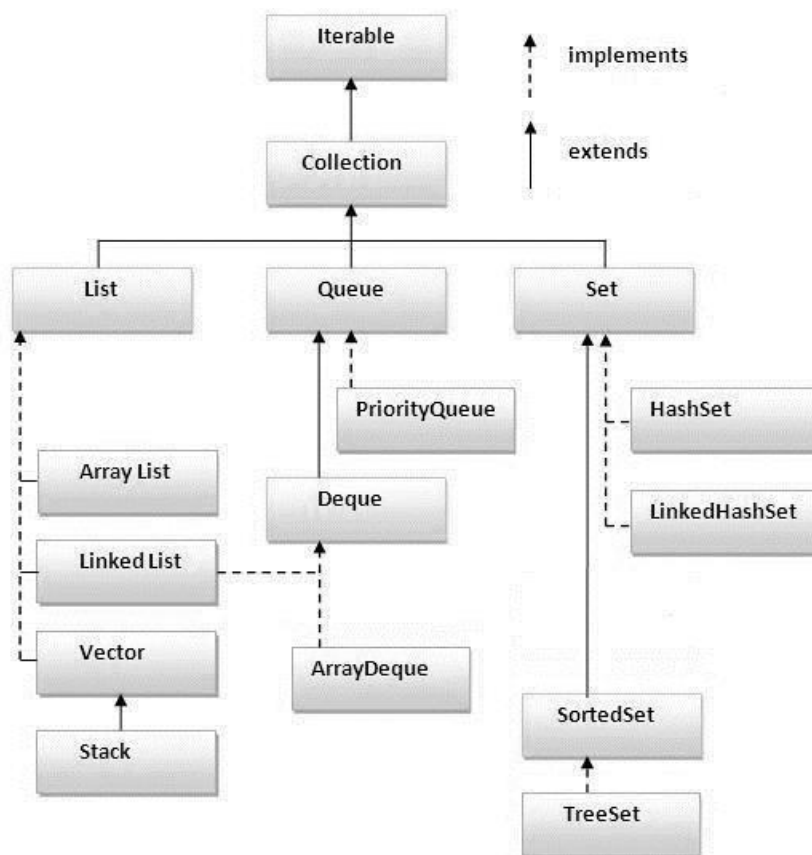 Iterable
implements
Collection
extends
List
Queue
Set
PriorityQueue
HashSet
Array List
Deque
LinkedHashSet
Linked List
Vector
ArrayDeque
SortedSet
Stack
TreeSet